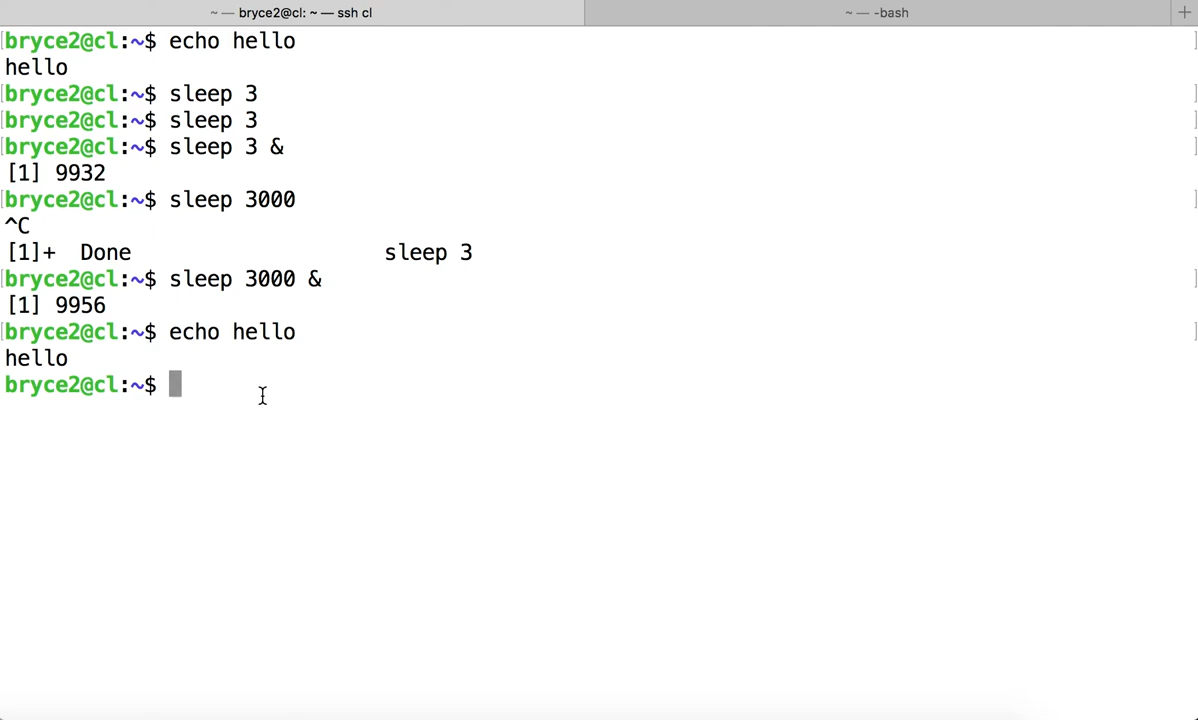 ~ — bryce2@cl: ~ — ssh cl
~ — -bash
+
[bryce2@cl:~$ echo hello ]
hello
[bryce2@cl:~$ sleep 3 ]
[bryce2@cl:~$ sleep 3 ]
[bryce2@cl:~$ sleep 3 & ]
[1] 9932
[bryce2@cl:~$ sleep 3000 ]
^C
[1]+  Done                    sleep 3
[bryce2@cl:~$ sleep 3000 & ]
[1] 9956
[bryce2@cl:~$ echo hello ]
hello
bryce2@cl:~$